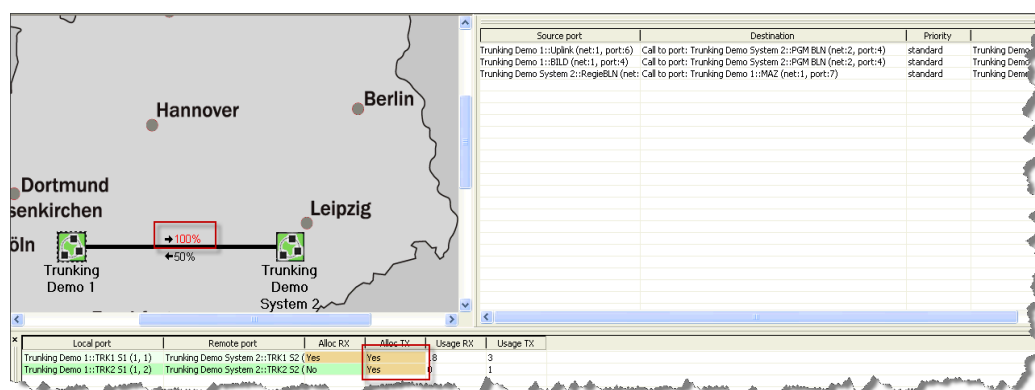 Hannover
Berlin
Dortmund
senkirchen
Leipzig
öln
➔100%
50%
Trunking
Demo 1
Trunking
Demo
System 2
Source port Destination Priority
Trunking Demo 1::Uplink (net:1, port:6) Call to port: Trunking Demo System 2::PGM BLN (net:2, port:4) standard Trunking Demo
Trunking Demo 1::BILD (net:1, port:4) Call to port: Trunking Demo System 2::PGM BLN (net:2, port:4) standard Trunking Demo
Trunking Demo System 2::RegieBLN (net: Call to port: Trunking Demo 1::MAZ (net:1, port:7) standard Trunking Dem
Local port Remote port Alloc RX Alloc TX Usage RX Usage TX
Trunking Demo 1::TRK1 S1 (1, 1) Trunking Demo System 2::TRK1 S2 ( Yes Yes 8 3
Trunking Demo 1::TRK2 S1 (1, 2) Trunking Demo System 2::TRK2 S2 ( No Yes 0 1